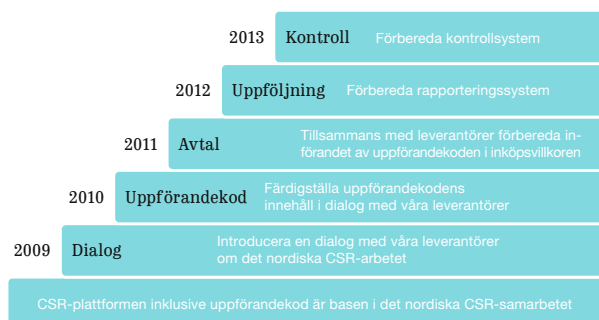 2013 Kontroll Förbereda kontrollsystem
2012 Uppföljning Förbereda rapporteringssystem
2011 Avtal Tillsammans med leverantörer förbereda in-
förandet av uppförandekoden i inköpsvillkoren
2010 Uppförandekod Färdigställa uppförandekodens
innehåll i dialog med våra leverantörer
2009 Dialog Introducera en dialog med våra leverantörer
om det nordiska CSR-arbetet
CSR-plattformen inklusive uppförandekod är basen i det nordiska CSR-samarbetet